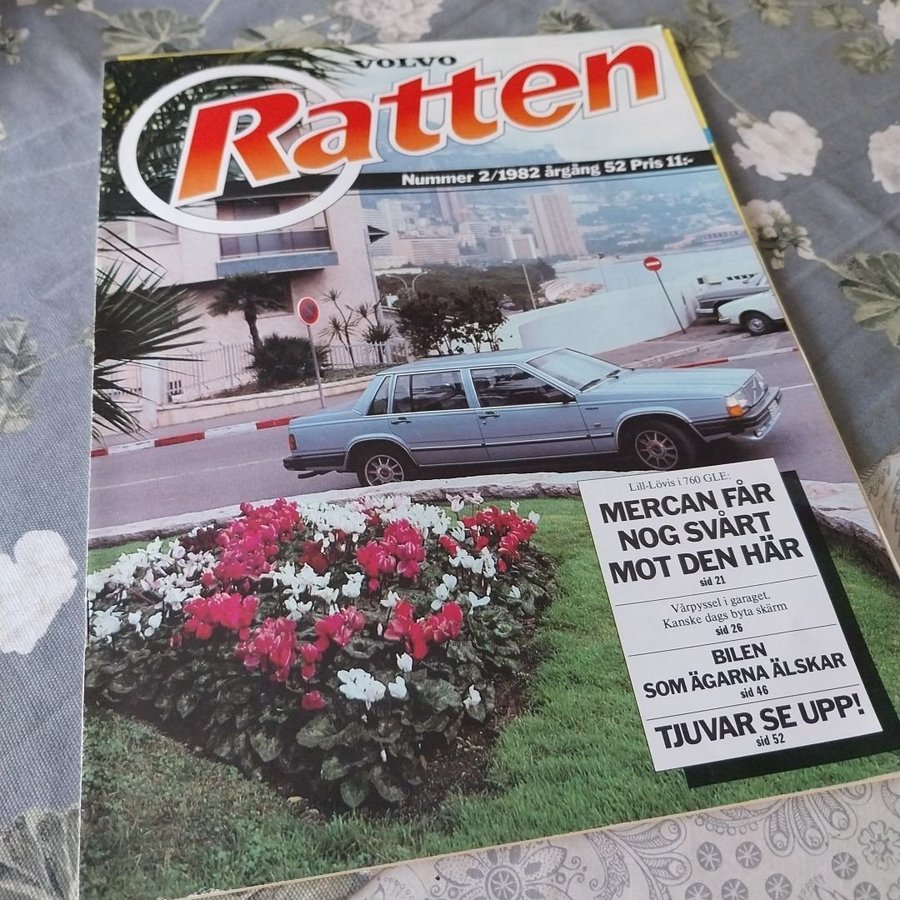 VOLVO
Ratten
Nummer 2/1982 årgång 52 Pris 11:-
Lill-Lövis i 760 GLE:
MERCAN FÅR
NOG SVÅRT
MOT DEN HÄR
sid 21
Vårpyssel i garaget.
Kanske dags byta skärm
sid 26
BILEN
SOM ÄGARNA ÄLSKAR
sid 46
TJUVAR SE UPP!
sid 52